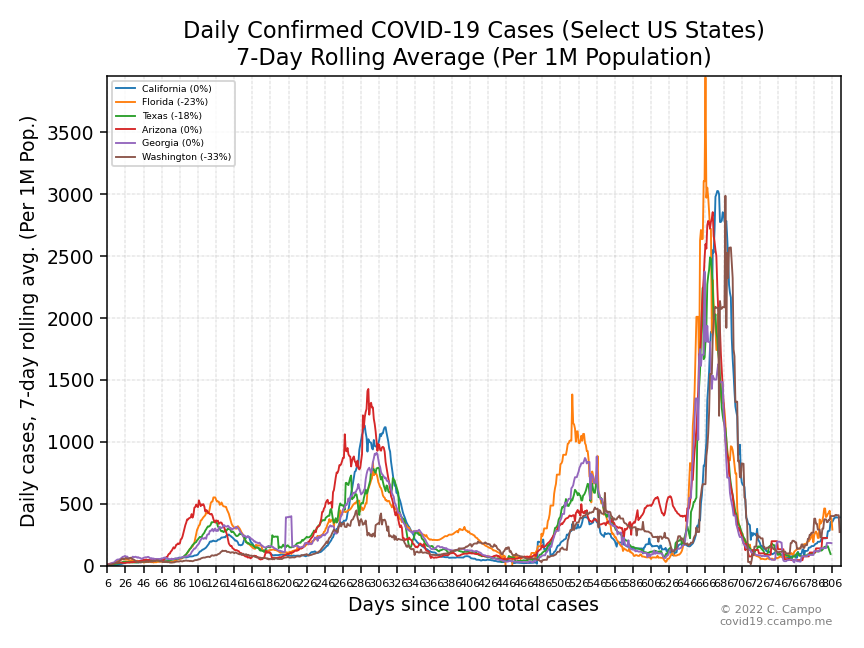 Daily Confirmed COVID-19 Cases (Select US States)
7-Day Rolling Average (Per 1M Population)
Daily cases, 7-day rolling avg. (Per 1M Pop.)
3500
3000
2500
2000
1500
1000
500
0
California (0%)
Florida (-23%)
Texas (-18%)
Arizona (0%)
Georgia (0%)
Washington (-33%)
6 26 46 66 86 106 126 146 166 186 206 226 246 266 286 306 326 346 366 386 406 426 446 466 486 506 526 546 566 586 606 626 646 666 686 706 726 746 766 786 806
Days since 100 total cases
© 2022 C. Campo
covid19.ccampo.me